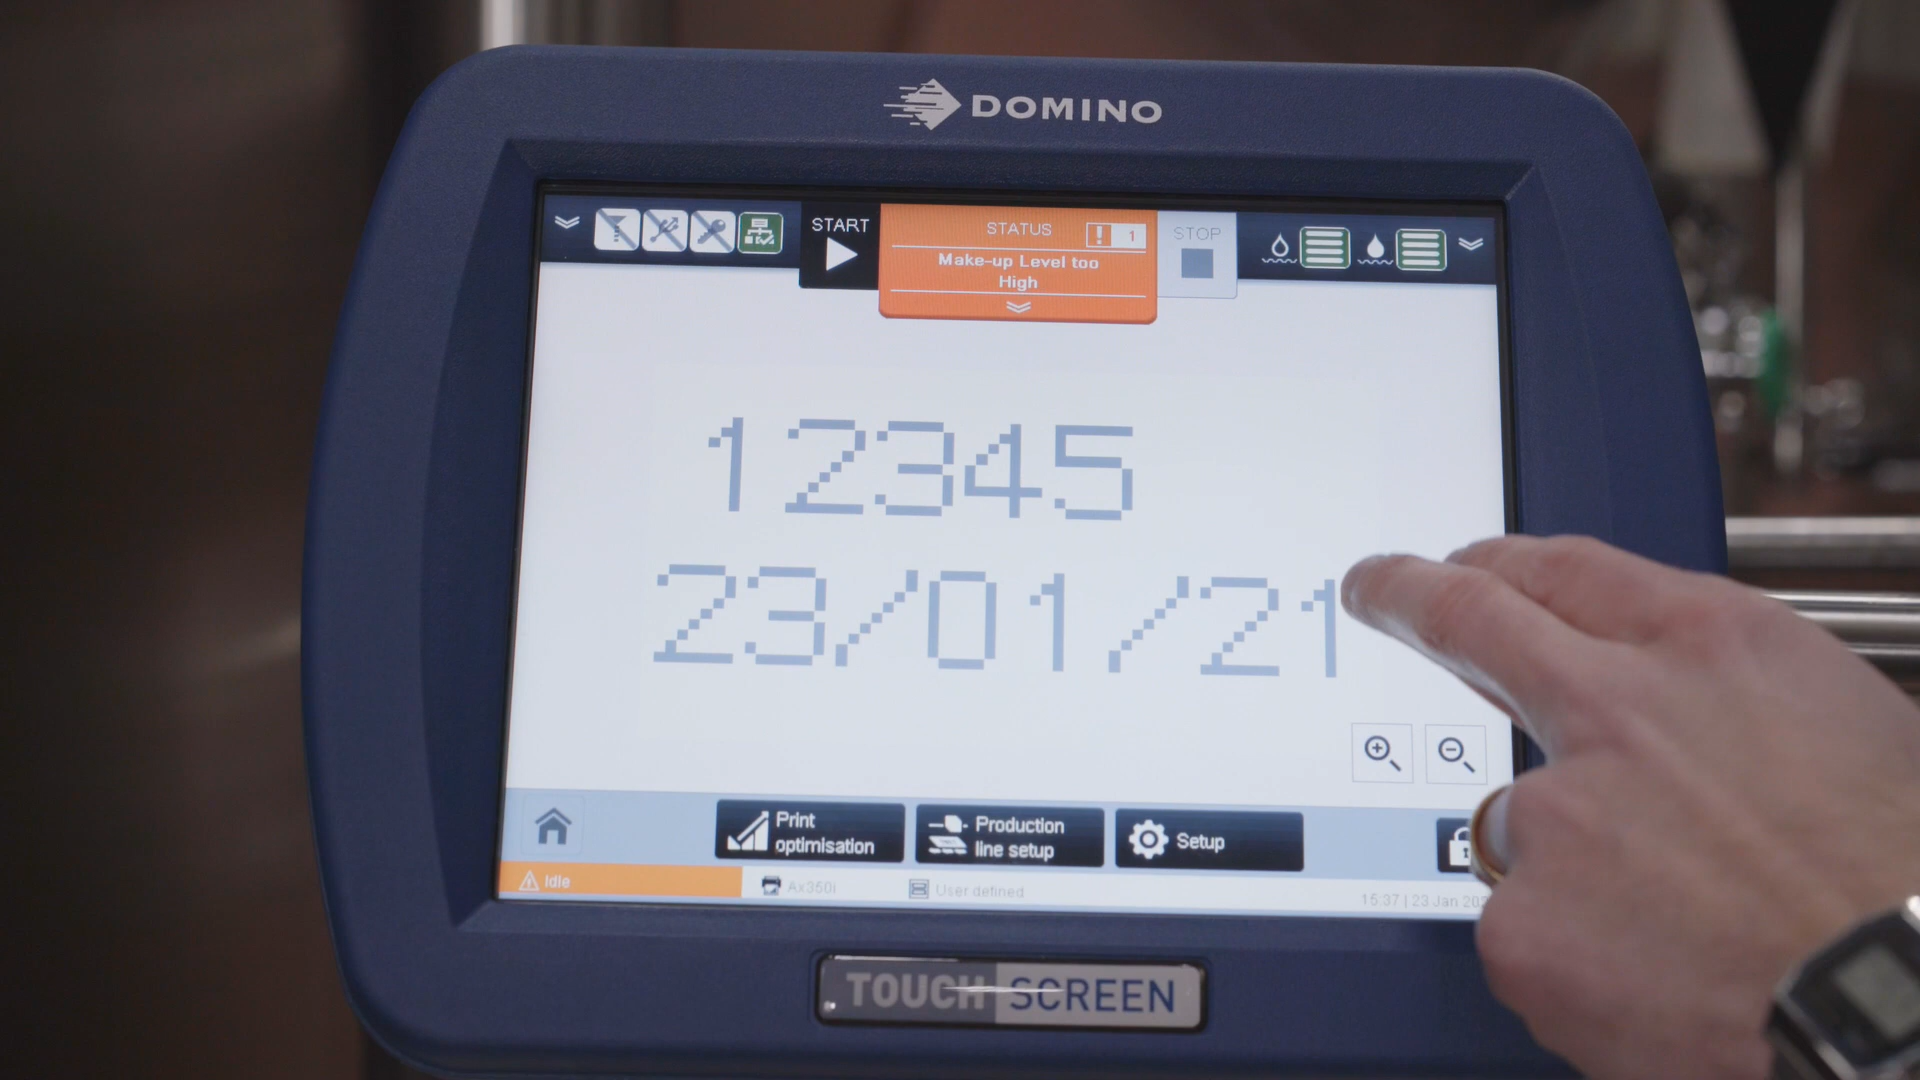 DOMINO
START
STATUS
! 1
Make-up Level too
High
STOP
12345
23/01/21
Print
optimisation
Production
line setup
Setup
Idle
Ax350i
User defined
15:37 | 23 Jan
TOUCH SCREEN